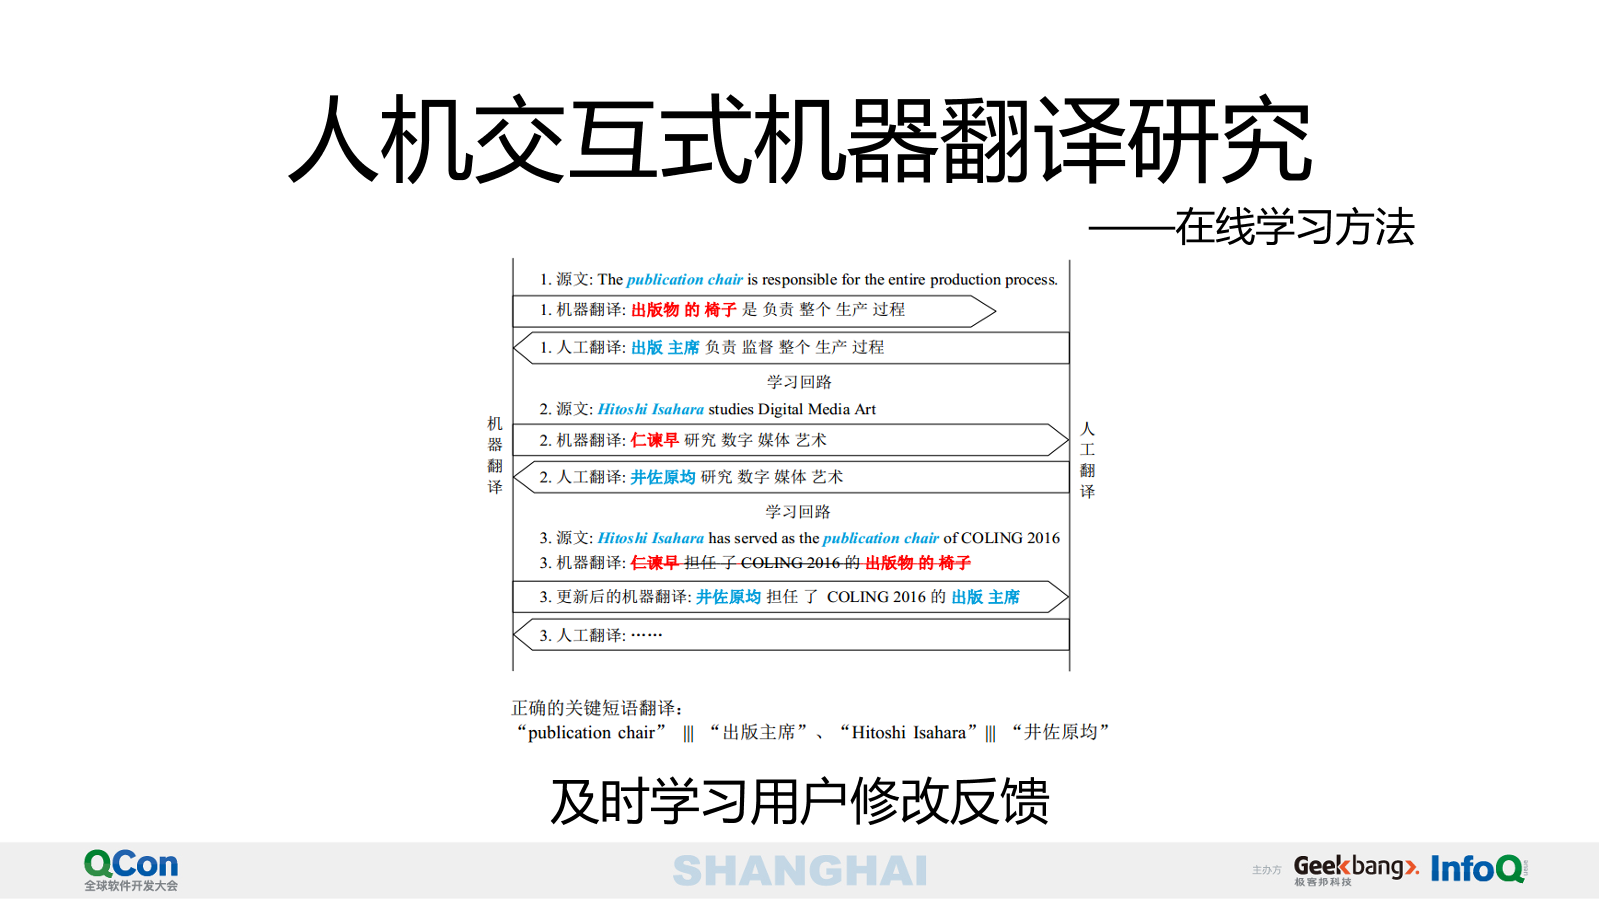 人机交互式机器翻译研究
——在线学习方法
1. 源文: The publication chair is responsible for the entire production process.
1. 机器翻译: 出版物 的 椅子 是 负责 整个 生产 过程
1. 人工翻译: 出版 主席 负责 监督 整个 生产 过程
学习回路
2. 源文: Hitoshi Isahara studies Digital Media Art
2. 机器翻译: 仁谏早 研究 数字 媒体 艺术
2. 人工翻译: 井佐原均 研究 数字 媒体 艺术
学习回路
3. 源文: Hitoshi Isahara has served as the publication chair of COLING 2016
3. 机器翻译: 仁谏早 担任 了 COLING 2016 的 出版物 的 椅子
3. 更新后的机器翻译: 井佐原均 担任 了 COLING 2016 的 出版 主席
3. 人工翻译: ······
机器翻译
人工翻译
正确的关键短语翻译：
“publication chair” ||| “出版主席”、“Hitoshi Isahara” ||| “井佐原均”
及时学习用户修改反馈
QCon
全球软件开发大会
SHANGHAI
主办方
Geekbang>.
极客邦科技
InfoQ